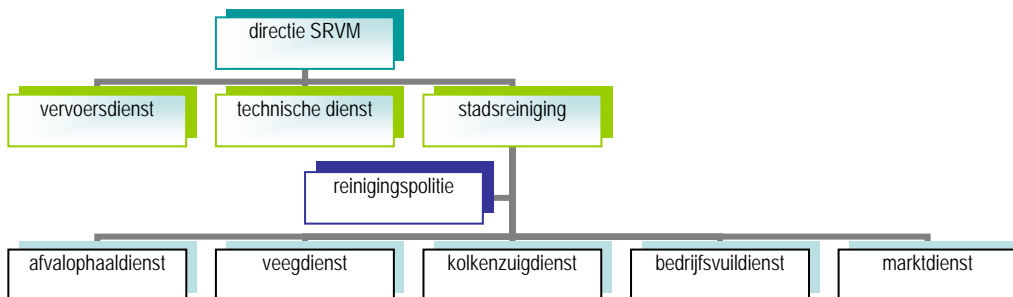 directie SRVM
vervoersdienst
technische dienst
stadsreiniging
reinigingspolitie
afvalophaaldienst
veegdienst
kolkenzuigdienst
bedrijfsvuildienst
marktdienst